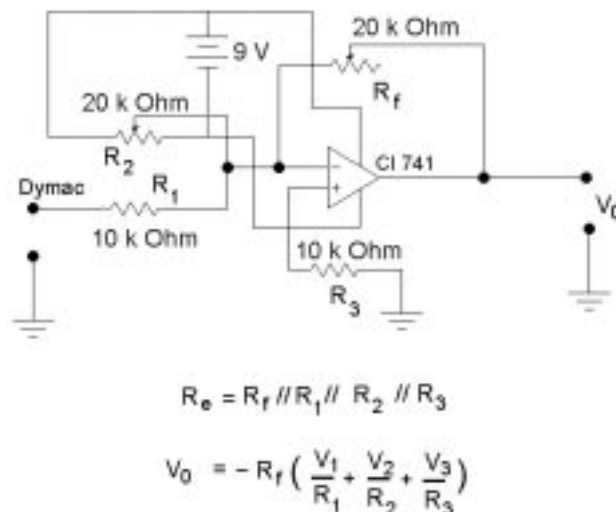 20 k Ohm
9 V
R_f
20 k Ohm
R_2
CI 741
Dymac
R_1
V_0
10 k Ohm
10 k Ohm
R_3
R_e = R_f // R_1 // R_2 // R_3
V_0 = - R_f ( V_1/R_1 + V_2/R_2 + V_3/R_3 )